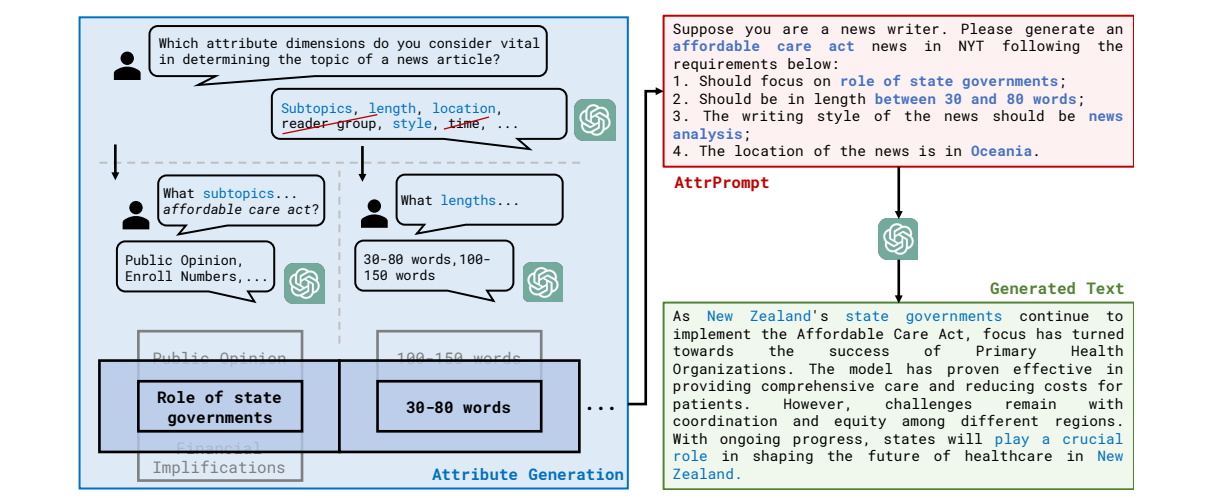 Which attribute dimensions do you consider vital
in determining the topic of a news article?
Subtopics, length, location,
reader group, style, time, ...
What subtopics...
affordable care act?
What lengths...
Public Opinion,
Enroll Numbers,...
30-80 words,100-
150 words
Public Opinion
100-150 words
Role of state
governments
30-80 words
...
Financial
Implifications
Attribute Generation
Suppose you are a news writer. Please generate an
affordable care act news in NYT following the
requirements below:
1. Should focus on role of state governments;
2. Should be in length between 30 and 80 words;
3. The writing style of the news should be news
analysis;
4. The location of the news is in Oceania.
AttrPrompt
Generated Text
As New Zealand's state governments continue to
implement the Affordable Care Act, focus has turned
towards the success of Primary Health
Organizations. The model has proven effective in
providing comprehensive care and reducing costs for
patients. However, challenges remain with
coordination and equity among different regions.
With ongoing progress, states will play a crucial
role in shaping the future of healthcare in New
Zealand.